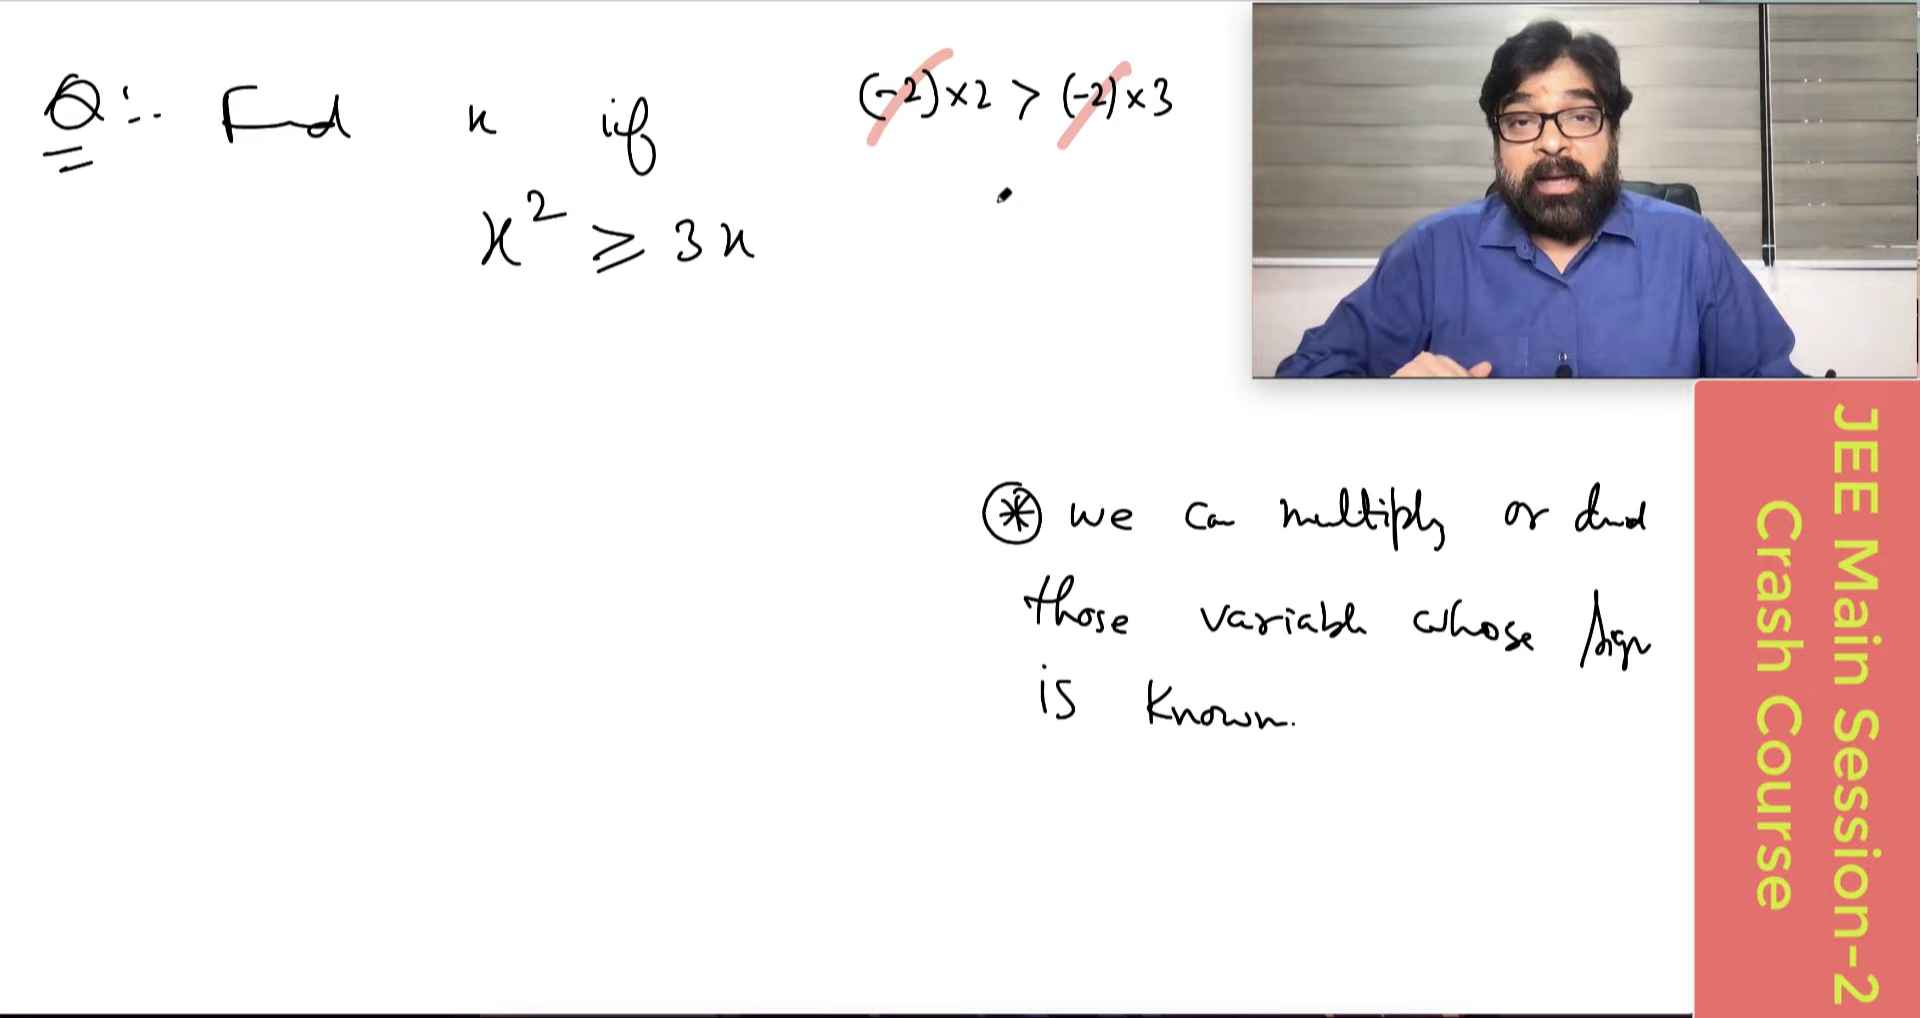 Q:- Find x if
x² ≥ 3x
(-2)×2 > (-2)×3
⊛ we can multiply or divid
those variable whose sign
is known.
JEE Main Session-2
Crash Course